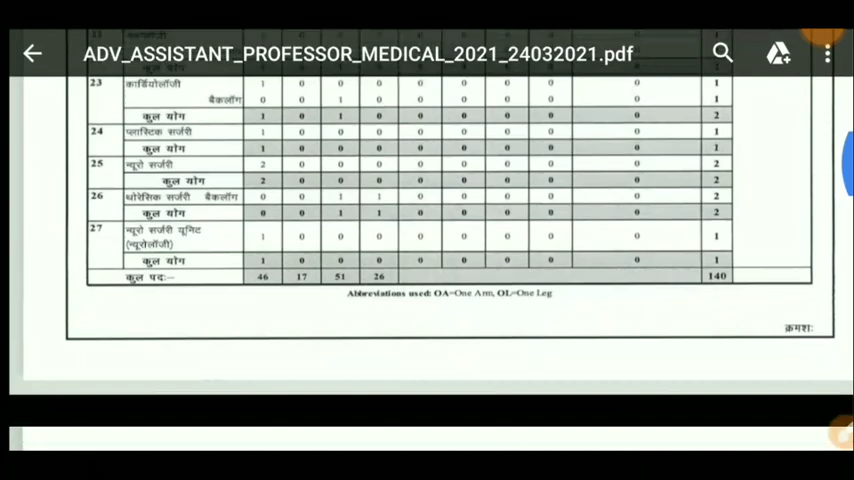 ADV_ASSISTANT_PROFESSOR_MEDICAL_2021_24032021.pdf
23 कार्डियोलॉजी 1 0 0 0 0 0 0 0 0 1
बैकलॉग 0 0 1 0 0 0 0 0 0 1
कुल योग 1 0 1 0 0 0 0 0 0 2
24 प्लास्टिक सर्जरी 1 0 0 0 0 0 0 0 0 1
कुल योग 1 0 0 0 0 0 0 0 0 1
25 न्यूरो सर्जरी 2 0 0 0 0 0 0 0 0 2
कुल योग 2 0 0 0 0 0 0 0 0 2
26 थोरेसिक सर्जरी बैकलॉग 0 0 1 1 0 0 0 0 0 2
कुल योग 0 0 1 1 0 0 0 0 0 2
27 न्यूरो सर्जरी यूनिट
(न्यूरोलॉजी) 1 0 0 0 0 0 0 0 0 1
कुल योग 1 0 0 0 0 0 0 0 0 1
कुल पदः– 46 17 51 26 140
Abbreviations used: OA=One Arm, OL=One Leg
क्रमशः